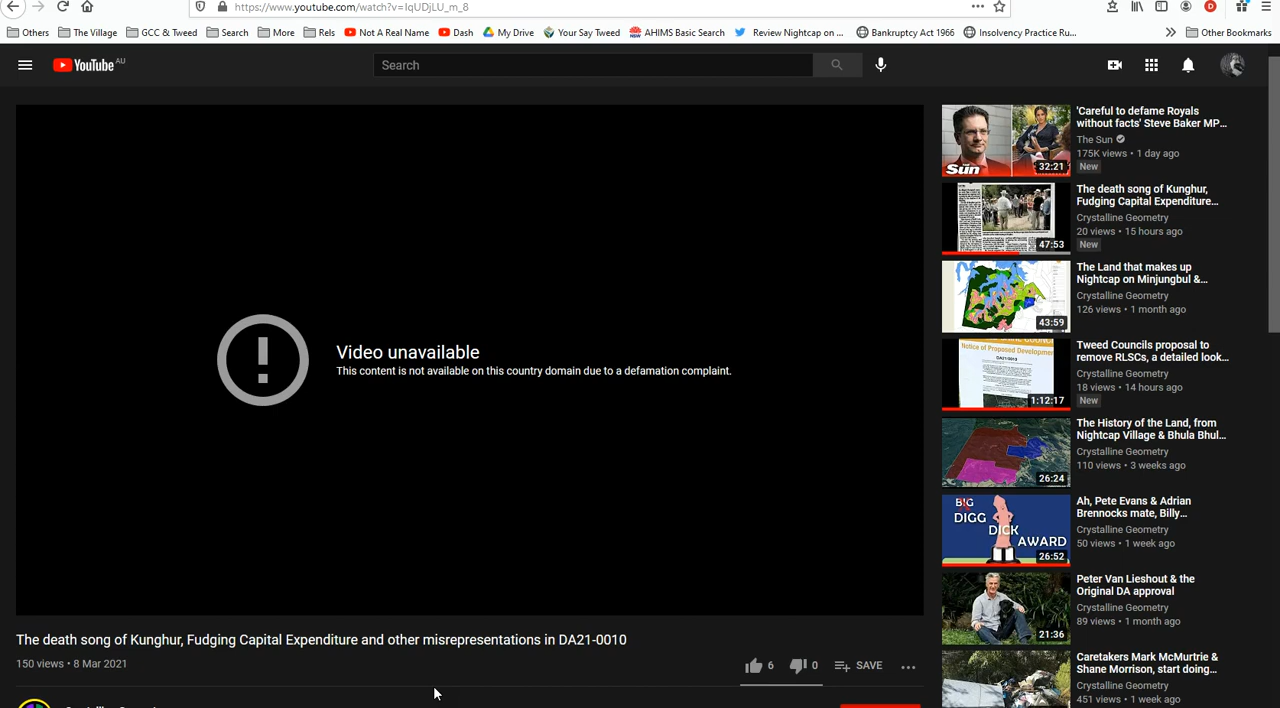 https://www.youtube.com/watch?v=IqUDjLU_m_8
Others The Village GCC & Tweed Search More Rels Not A Real Name Dash My Drive Your Say Tweed AHIMS Basic Search Review Nightcap on ... Bankruptcy Act 1966 Insolvency Practice Ru... Other Bookmarks
YouTube AU
Search
Video unavailable
This content is not available on this country domain due to a defamation complaint.
The death song of Kunghur, Fudging Capital Expenditure and other misrepresentations in DA21-0010
150 views • 8 Mar 2021
6 0 SAVE
'Careful to defame Royals
without facts' Steve Baker MP...
The Sun
175K views • 1 day ago
New
Sun
32:21
The death song of Kunghur,
Fudging Capital Expenditure...
Crystalline Geometry
20 views • 15 hours ago
New
47:53
The Land that makes up
Nightcap on Minjungbul &...
Crystalline Geometry
126 views • 1 month ago
43:59
Tweed Councils proposal to
remove RLSCs, a detailed look...
Crystalline Geometry
18 views • 14 hours ago
New
Notice of Proposed Developmen
DA21-0010
1:12:17
The History of the Land, from
Nightcap Village & Bhula Bhul...
Crystalline Geometry
110 views • 3 weeks ago
26:24
Ah, Pete Evans & Adrian
Brennocks mate, Billy...
Crystalline Geometry
50 views • 1 week ago
BIG
DIGG
DICK
AWARD
26:52
Peter Van Lieshout & the
Original DA approval
Crystalline Geometry
89 views • 1 month ago
21:36
Caretakers Mark McMurtrie &
Shane Morrison, start doing...
Crystalline Geometry
451 views • 1 week ago